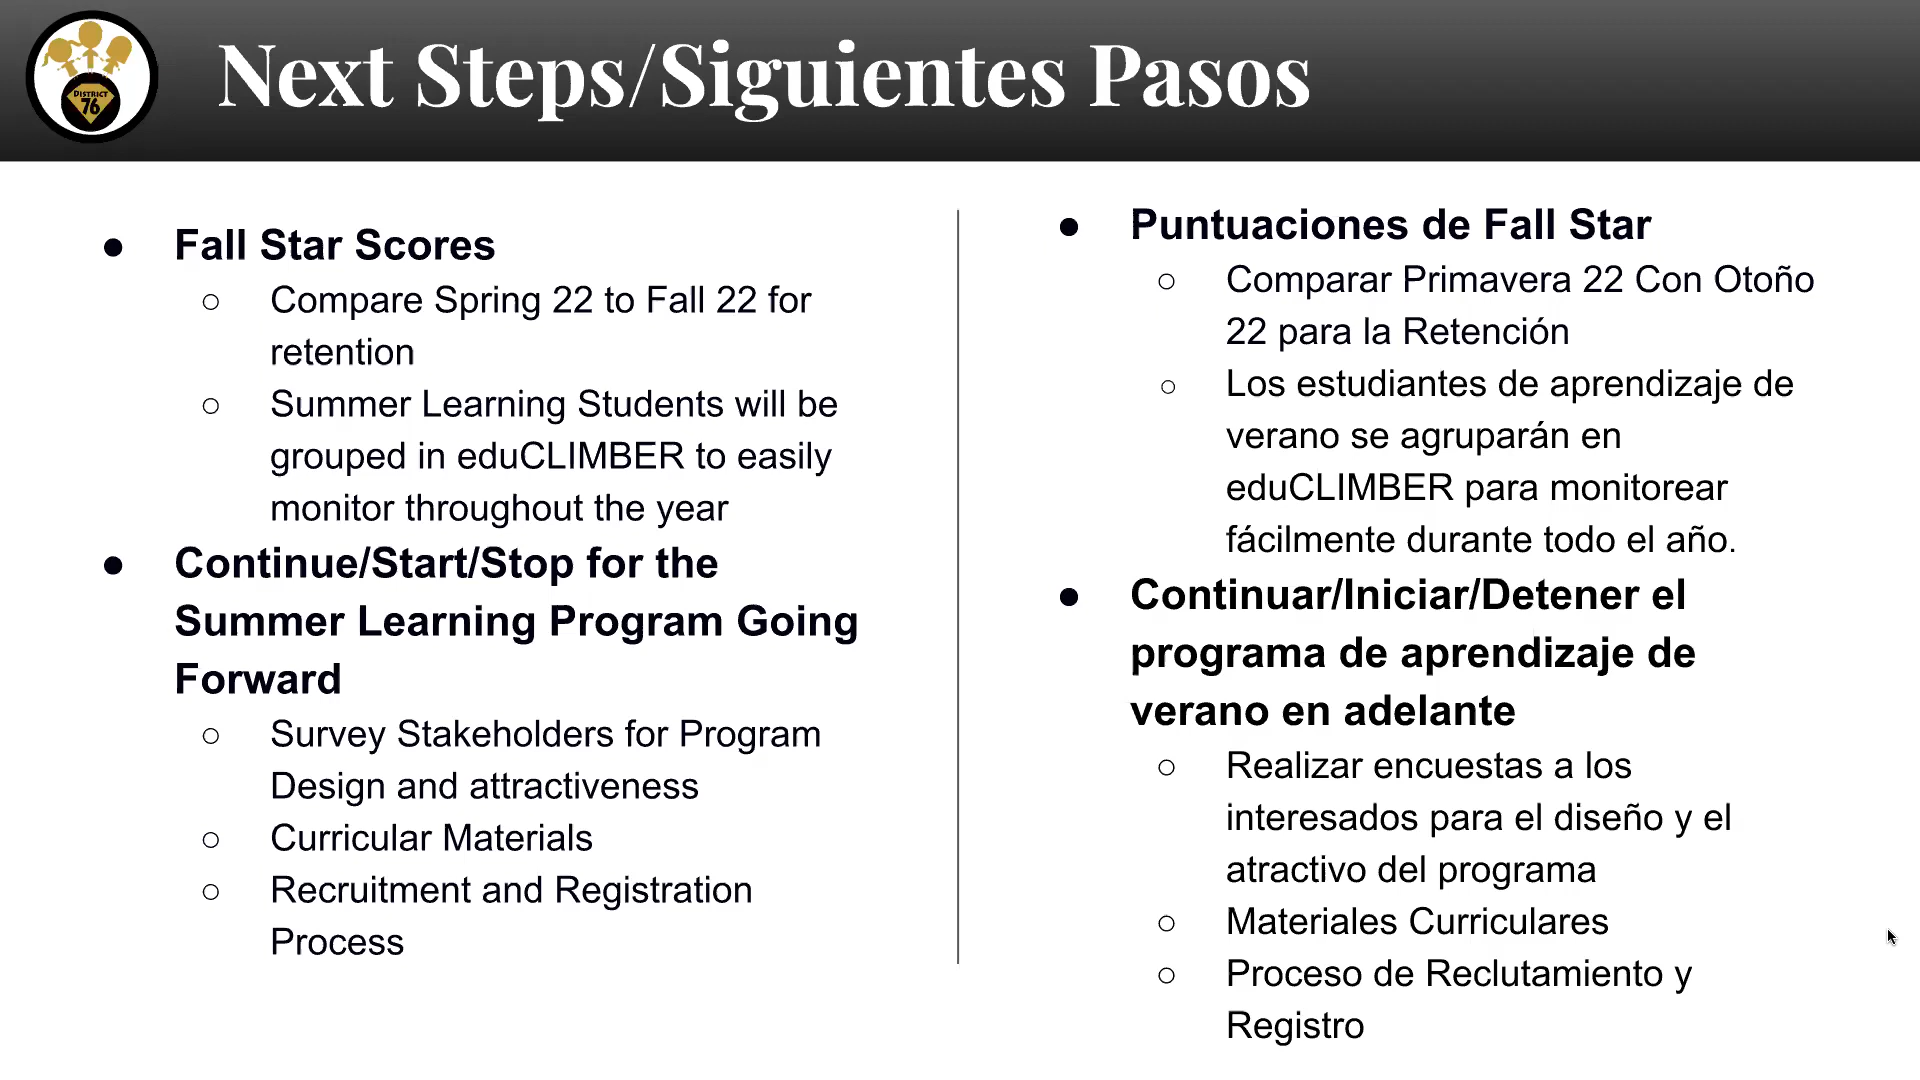 DISTRICT
76
Next Steps/Siguientes Pasos
● Fall Star Scores
○ Compare Spring 22 to Fall 22 for
retention
○ Summer Learning Students will be
grouped in eduCLIMBER to easily
monitor throughout the year
● Continue/Start/Stop for the
Summer Learning Program Going
Forward
○ Survey Stakeholders for Program
Design and attractiveness
○ Curricular Materials
○ Recruitment and Registration
Process
● Puntuaciones de Fall Star
○ Comparar Primavera 22 Con Otoño
22 para la Retención
○ Los estudiantes de aprendizaje de
verano se agruparán en
eduCLIMBER para monitorear
fácilmente durante todo el año.
● Continuar/Iniciar/Detener el
programa de aprendizaje de
verano en adelante
○ Realizar encuestas a los
interesados para el diseño y el
atractivo del programa
○ Materiales Curriculares
○ Proceso de Reclutamiento y
Registro